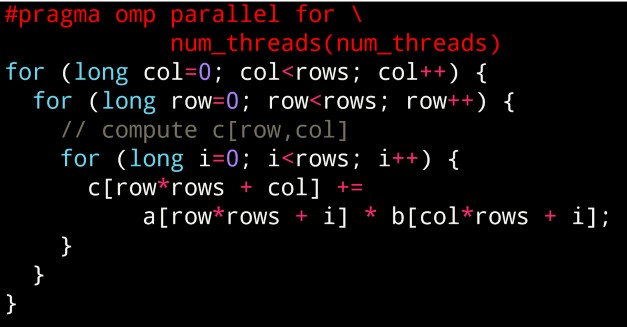 #pragma omp parallel for \
            num_threads(num_threads)
for (long col=0; col<rows; col++) {
  for (long row=0; row<rows; row++) {
    // compute c[row,col]
    for (long i=0; i<rows; i++) {
      c[row*rows + col] +=
          a[row*rows + i] * b[col*rows + i];
    }
  }
}